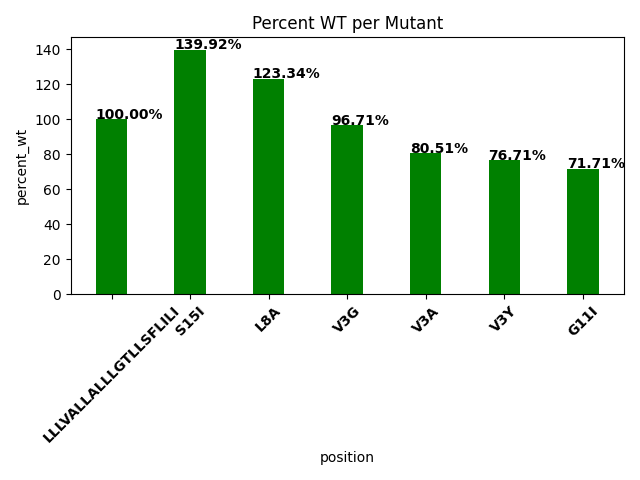 Percent WT per Mutant
percent_wt
140
120
100
80
60
40
20
0
100.00%
139.92%
123.34%
96.71%
80.51%
76.71%
71.71%
LLLVALLALLLGTLLSFLILI
S15I
L8A
V3G
V3A
V3Y
G11I
position